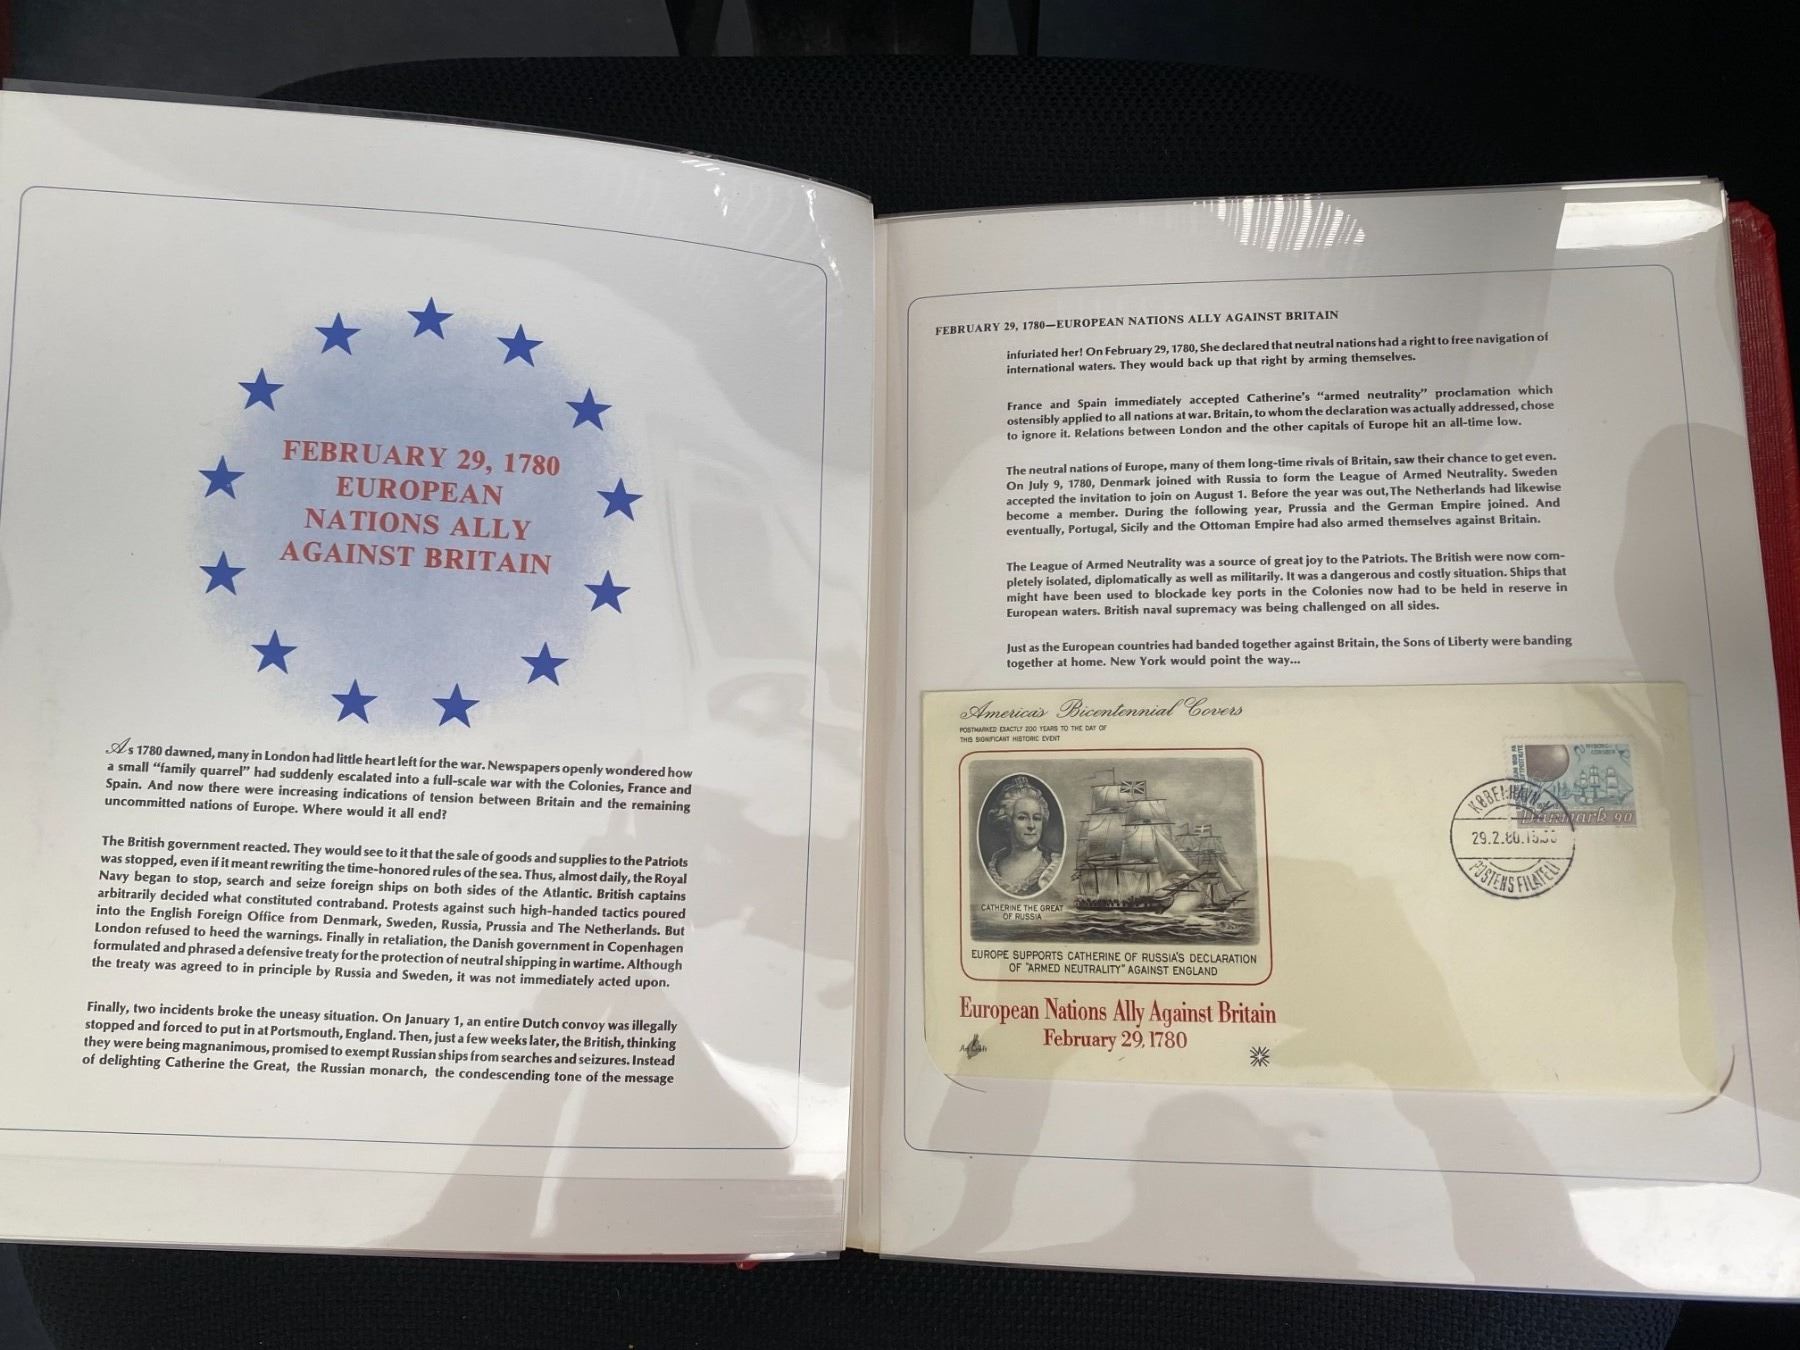 FEBRUARY 29, 1780
EUROPEAN
NATIONS ALLY
AGAINST BRITAIN
As 1780 dawned, many in London had little heart left for the war. Newspapers openly wondered how
a small "family quarrel" had suddenly escalated into a full-scale war with the Colonies, France and
Spain. And now there were increasing indications of tension between Britain and the remaining
uncommitted nations of Europe. Where would it all end?
The British government reacted. They would see to it that the sale of goods and supplies to the Patriots
was stopped, even if it meant rewriting the time-honored rules of the sea. Thus, almost daily, the Royal
Navy began to stop, search and seize foreign ships on both sides of the Atlantic. British captains
arbitrarily decided what constituted contraband. Protests against such high-handed tactics poured
into the English Foreign Office from Denmark, Sweden, Russia, Prussia and The Netherlands. But
London refused to heed the warnings. Finally in retaliation, the Danish government in Copenhagen
formulated and phrased a defensive treaty for the protection of neutral shipping in wartime. Although
the treaty was agreed to in principle by Russia and Sweden, it was not immediately acted upon.
Finally, two incidents broke the uneasy situation. On January 1, an entire Dutch convoy was illegally
stopped and forced to put in at Portsmouth, England. Then, just a few weeks later, the British, thinking
they were being magnanimous, promised to exempt Russian ships from searches and seizures. Instead
of delighting Catherine the Great, the Russian monarch, the condescending tone of the message
FEBRUARY 29, 1780—EUROPEAN NATIONS ALLY AGAINST BRITAIN
infuriated her! On February 29, 1780, She declared that neutral nations had a right to free navigation of
international waters. They would back up that right by arming themselves.
France and Spain immediately accepted Catherine's "armed neutrality" proclamation which
ostensibly applied to all nations at war. Britain, to whom the declaration was actually addressed, chose
to ignore it. Relations between London and the other capitals of Europe hit an all-time low.
The neutral nations of Europe, many of them long-time rivals of Britain, saw their chance to get even.
On July 9, 1780, Denmark joined with Russia to form the League of Armed Neutrality. Sweden
accepted the invitation to join on August 1. Before the year was out, The Netherlands had likewise
become a member. During the following year, Prussia and the German Empire joined. And
eventually, Portugal, Sicily and the Ottoman Empire had also armed themselves against Britain.
The League of Armed Neutrality was a source of great joy to the Patriots. The British were now com-
pletely isolated, diplomatically as well as militarily. It was a dangerous and costly situation. Ships that
might have been used to blockade key ports in the Colonies now had to be held in reserve in
European waters. British naval supremacy was being challenged on all sides.
Just as the European countries had banded together against Britain, the Sons of Liberty were banding
together at home. New York would point the way...
America's Bicentennial Covers
POSTMARKED EXACTLY 200 YEARS TO THE DAY OF
THIS SIGNIFICANT HISTORIC EVENT
CATHERINE THE GREAT
OF RUSSIA
EUROPE SUPPORTS CATHERINE OF RUSSIA'S DECLARATION
OF "ARMED NEUTRALITY" AGAINST ENGLAND
European Nations Ally Against Britain
February 29, 1780
Danmark 90
KØBENHAVN
29.2.80
POSTENS FILATELI